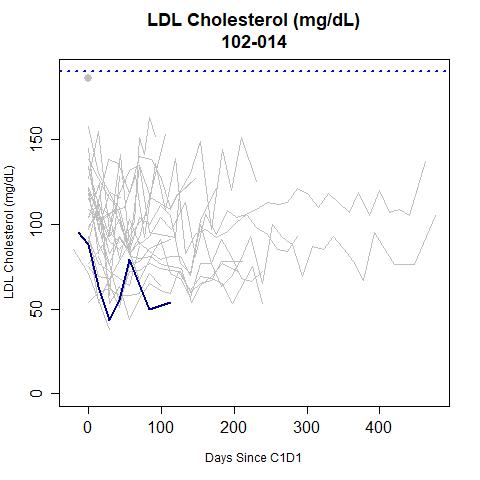 LDL Cholesterol (mg/dL)
102-014
LDL Cholesterol (mg/dL)
150
100
50
0
0 100 200 300 400
Days Since C1D1